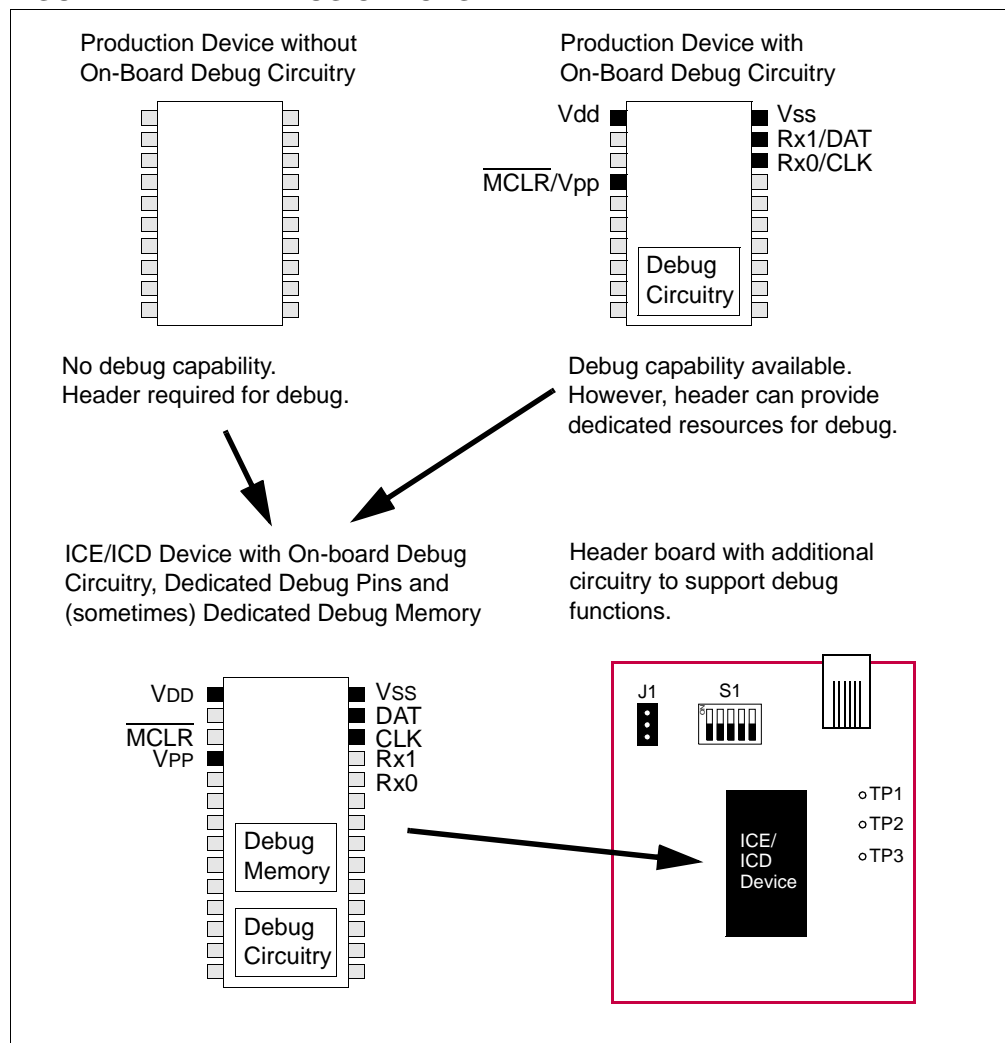 Production Device without
On-Board Debug Circuitry
Production Device with
On-Board Debug Circuitry
Vdd
MCLR/Vpp
Vss
Rx1/DAT
Rx0/CLK
Debug
Circuitry
No debug capability.
Header required for debug.
Debug capability available.
However, header can provide
dedicated resources for debug.
ICE/ICD Device with On-board Debug
Circuitry, Dedicated Debug Pins and
(sometimes) Dedicated Debug Memory
Header board with additional
circuitry to support debug
functions.
VDD
MCLR
VPP
VSS
DAT
CLK
Rx1
Rx0
Debug
Memory
Debug
Circuitry
J1
S1
ON
TP1
TP2
TP3
ICE/
ICD
Device